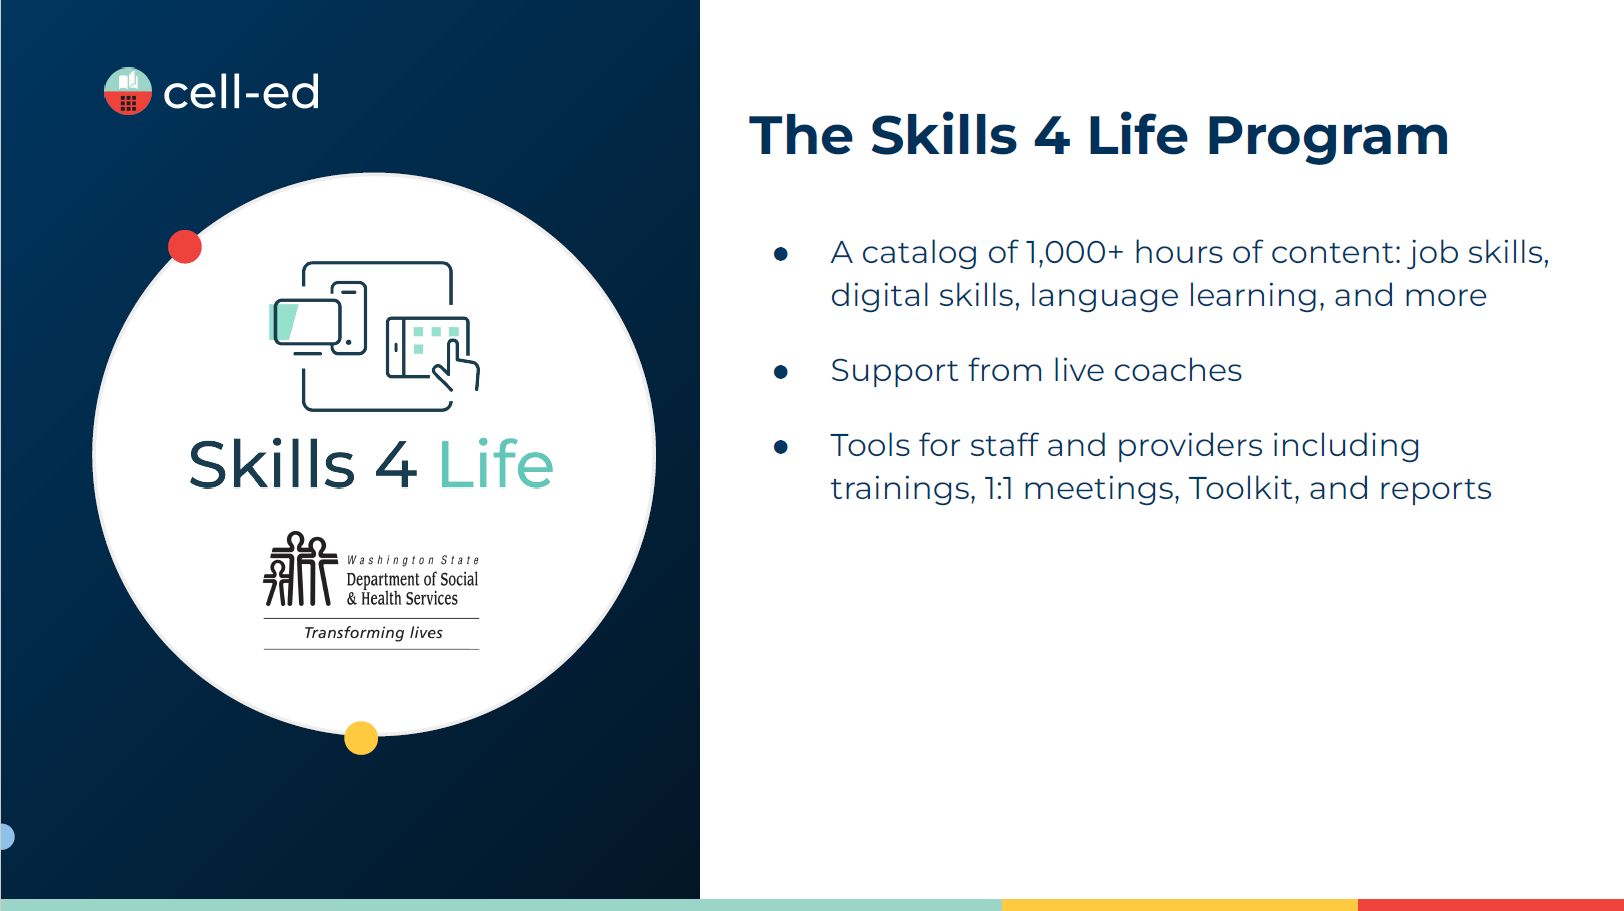 cell-ed
Skills 4 Life
Washington State
Department of Social
& Health Services
Transforming lives
The Skills 4 Life Program
● A catalog of 1,000+ hours of content: job skills,
digital skills, language learning, and more
● Support from live coaches
● Tools for staff and providers including
trainings, 1:1 meetings, Toolkit, and reports